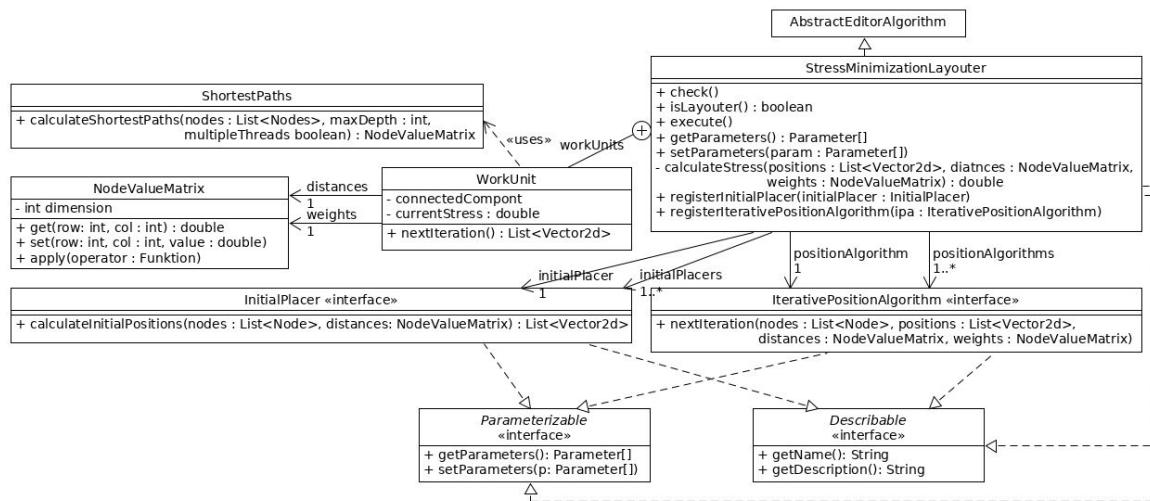 AbstractEditorAlgorithm
StressMinimizationLayouter
+ check()
+ isLayouter() : boolean
+ execute()
+ getParameters() : Parameter[]
+ setParameters(param : Parameter[])
- calculateStress(positions : List<Vector2d>, diatnces : NodeValueMatrix,
weights : NodeValueMatrix) : double
+ registerInitialPlacer(initialPlacer : InitialPlacer)
+ registerIterativePositionAlgorithm(ipa : IterativePositionAlgorithm)
ShortestPaths
+ calculateShortestPaths(nodes : List<Nodes>, maxDepth : int,
multipleThreads boolean) : NodeValueMatrix
«uses»
workUnits
+
NodeValueMatrix
- int dimension
+ get(row: int, col : int) : double
+ set(row: int, col : int, value : double)
+ apply(operator : Funktion)
distances
1
weights
1
WorkUnit
- connectedCompont
- currentStress : double
+ nextIteration() : List<Vector2d>
initialPlacer
1
initialPlacers
1..*
positionAlgorithm
1
positionAlgorithms
1..*
InitialPlacer «interface»
+ calculateInitialPositions(nodes : List<Node>, distances: NodeValueMatrix) : List<Vector2d>
IterativePositionAlgorithm «interface»
+ nextIteration(nodes : List<Node>, positions : List<Vector2d>,
distances : NodeValueMatrix, weights : NodeValueMatrix)
Parameterizable
«interface»
+ getParameters(): Parameter[]
+ setParameters(p: Parameter[])
Describable
«interface»
+ getName(): String
+ getDescription(): String